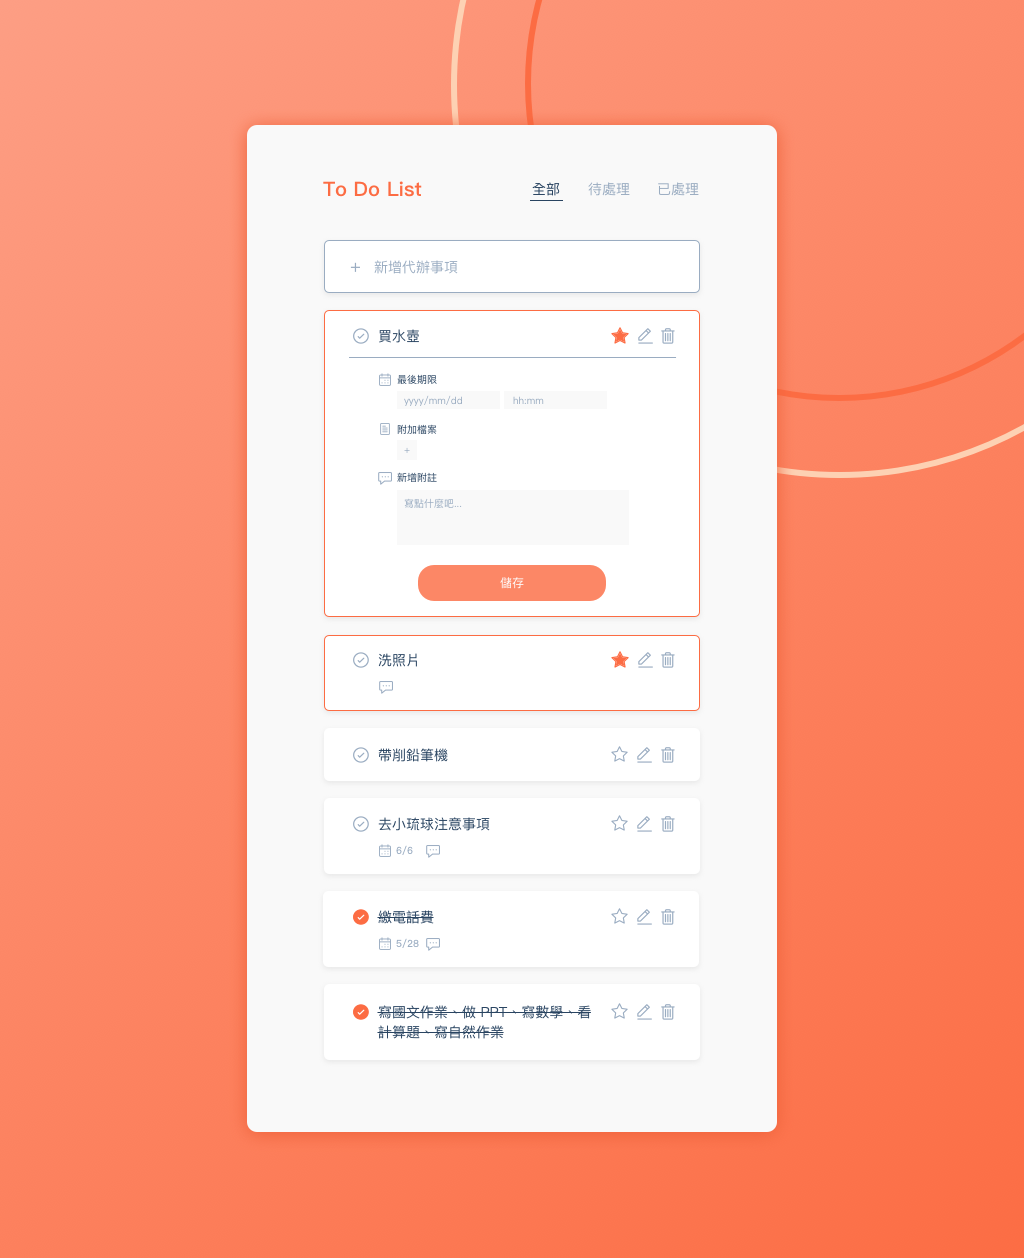 To Do List
全部 待處理 已處理
+ 新增代辦事項
買水壺
最後期限
yyyy/mm/dd hh:mm
附加檔案
+
新增附註
寫點什麼吧...
儲存
洗照片
帶削鉛筆機
去小琉球注意事項
6/6
繳電話費
5/28
寫國文作業、做 PPT、寫數學、看
計算題、寫自然作業